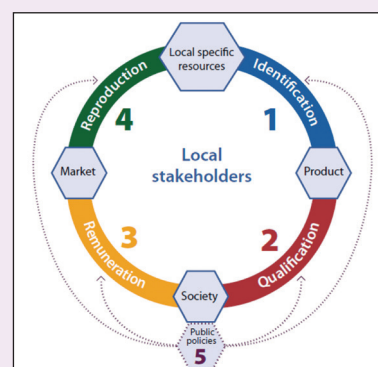 Local specific
resources
Reproduction
Identification
4
1
Local
stakeholders
Market
Product
3
2
Remuneration
Qualification
Society
Public
policies
5